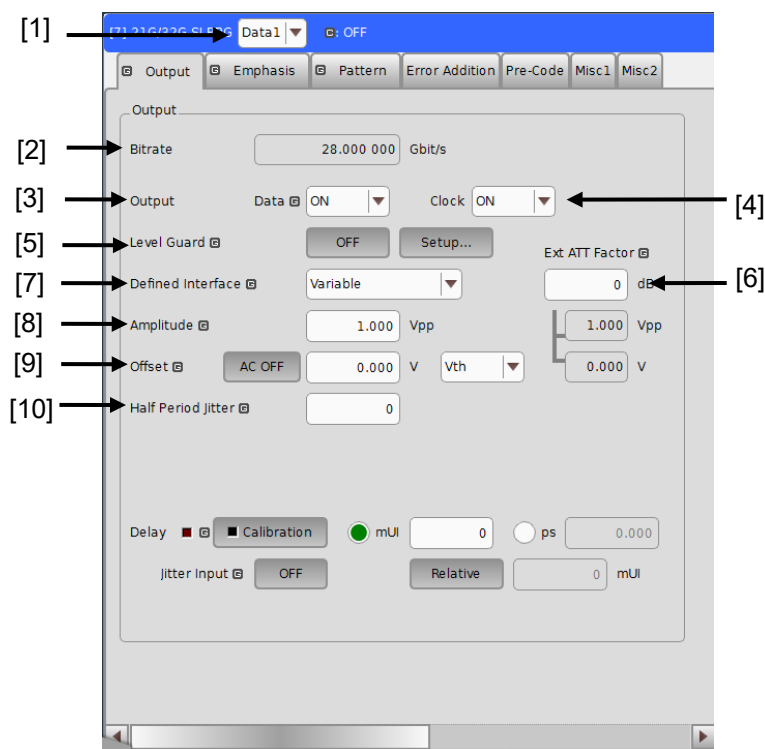 [1] [7] 21G/32G SLPPG Data1 C: OFF
G Output G Emphasis G Pattern Error Addition Pre-Code Misc1 Misc2
Output
[2] Bitrate 28.000 000 Gbit/s
[3] Output Data G ON Clock ON [4]
[5] Level Guard G OFF Setup...
Ext ATT Factor G
[7] Defined Interface G Variable 0 dB [6]
[8] Amplitude G 1.000 Vpp 1.000 Vpp
[9] Offset G AC OFF 0.000 V Vth 0.000 V
[10] Half Period Jitter G 0
Delay G Calibration mUI 0 ps 0.000
Jitter Input G OFF Relative 0 mUI